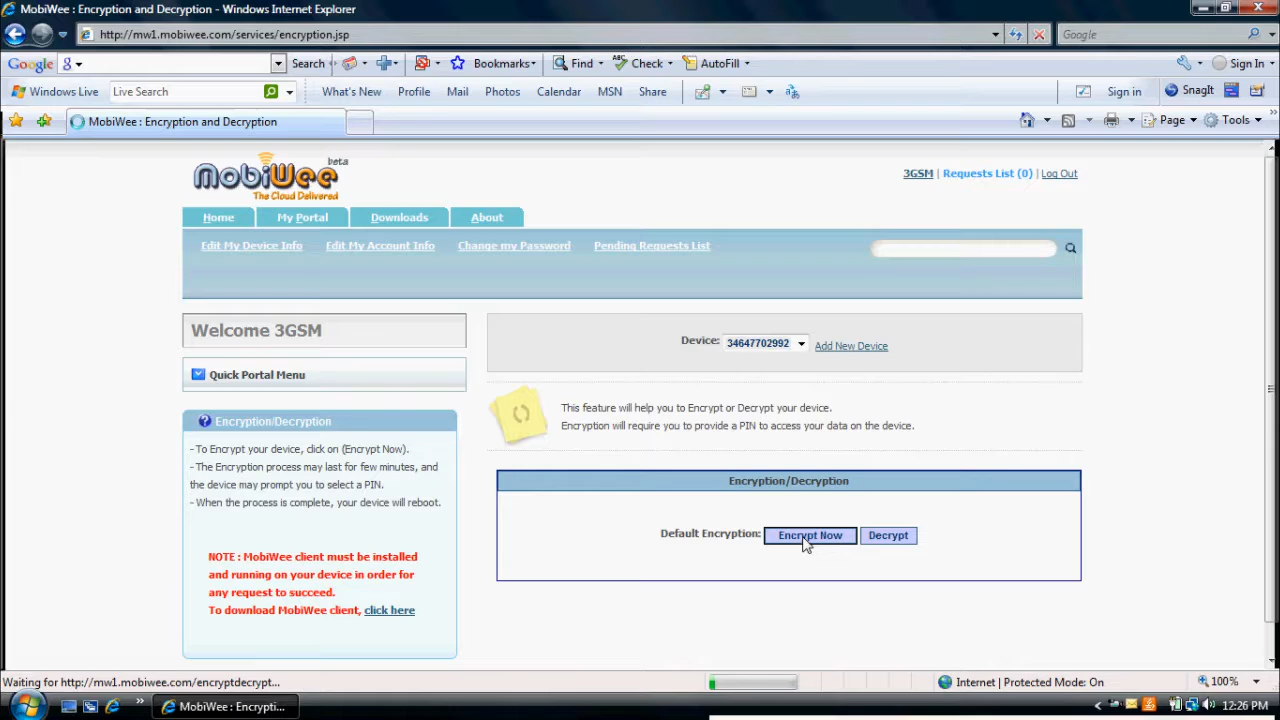 MobiWee : Encryption and Decryption - Windows Internet Explorer
http://mw1.mobiwee.com/services/encryption.jsp
Google
Google
Search
Bookmarks
Find
Check
AutoFill
Sign In
Windows Live
Live Search
What's New
Profile
Mail
Photos
Calendar
MSN
Share
Sign in
SnagIt
MobiWee : Encryption and Decryption
Page
Tools
MobiWee beta
The Cloud Delivered
3GSM | Requests List (0) | Log Out
Home
My Portal
Downloads
About
Edit My Device Info
Edit My Account Info
Change my Password
Pending Requests List
Welcome 3GSM
Device: 34647702992 Add New Device
Quick Portal Menu
This feature will help you to Encrypt or Decrypt your device.
Encryption will require you to provide a PIN to access your data on the device.
Encryption/Decryption
- To Encrypt your device, click on (Encrypt Now).
- The Encryption process may last for few minutes, and
the device may prompt you to select a PIN.
- When the process is complete, your device will reboot.
NOTE : MobiWee client must be installed
and running on your device in order for
any request to succeed.
To download MobiWee client, click here
Encryption/Decryption
Default Encryption: Encrypt Now Decrypt
Waiting for http://mw1.mobiwee.com/encryptdecrypt...
Internet | Protected Mode: On
100%
MobiWee : Encrypti...
12:26 PM